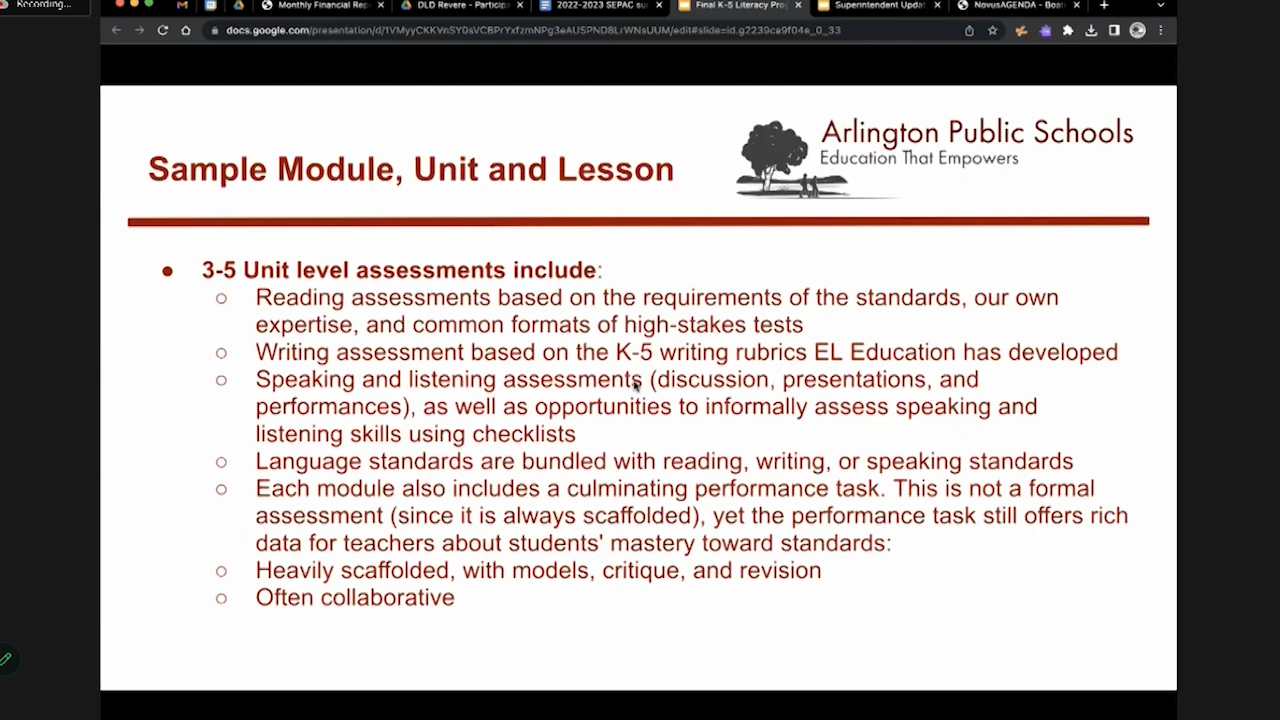 Recording...
Monthly Financial Rep
DLD Revere - Particip
2022-2023 SEPAC su
Final K-5 Literacy Pro
Superintendent Updat
NovusAGENDA - Boar
docs.google.com/presentation/d/1VMyyCKKVnSY0sVCBPrYxfzmNPg3eAUSPND8LrWNsUUM/edit#slide=id.g2239ca9f04e_0_33
Arlington Public Schools
Education That Empowers
Sample Module, Unit and Lesson
● 3-5 Unit level assessments include:
○ Reading assessments based on the requirements of the standards, our own
expertise, and common formats of high-stakes tests
○ Writing assessment based on the K-5 writing rubrics EL Education has developed
○ Speaking and listening assessments (discussion, presentations, and
performances), as well as opportunities to informally assess speaking and
listening skills using checklists
○ Language standards are bundled with reading, writing, or speaking standards
○ Each module also includes a culminating performance task. This is not a formal
assessment (since it is always scaffolded), yet the performance task still offers rich
data for teachers about students' mastery toward standards:
○ Heavily scaffolded, with models, critique, and revision
○ Often collaborative